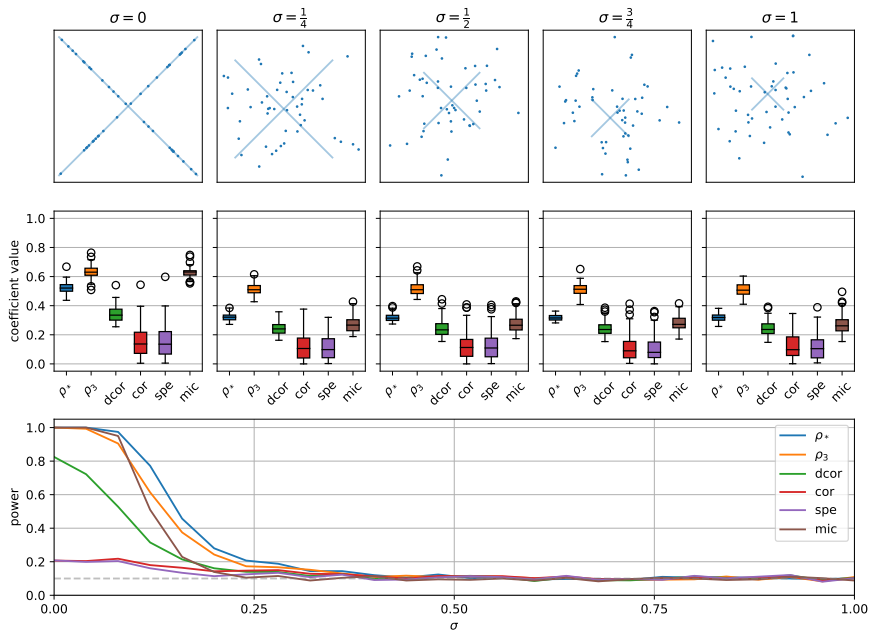 σ = 0
σ = 1/4
σ = 1/2
σ = 3/4
σ = 1
coefficient value
1.0
0.8
0.6
0.4
0.2
0.0
ρ* ρ3 dcor cor spe mic
ρ* ρ3 dcor cor spe mic
ρ* ρ3 dcor cor spe mic
ρ* ρ3 dcor cor spe mic
ρ* ρ3 dcor cor spe mic
power
1.0
0.8
0.6
0.4
0.2
0.0
ρ*
ρ3
dcor
cor
spe
mic
0.00 0.25 0.50 0.75 1.00
σ